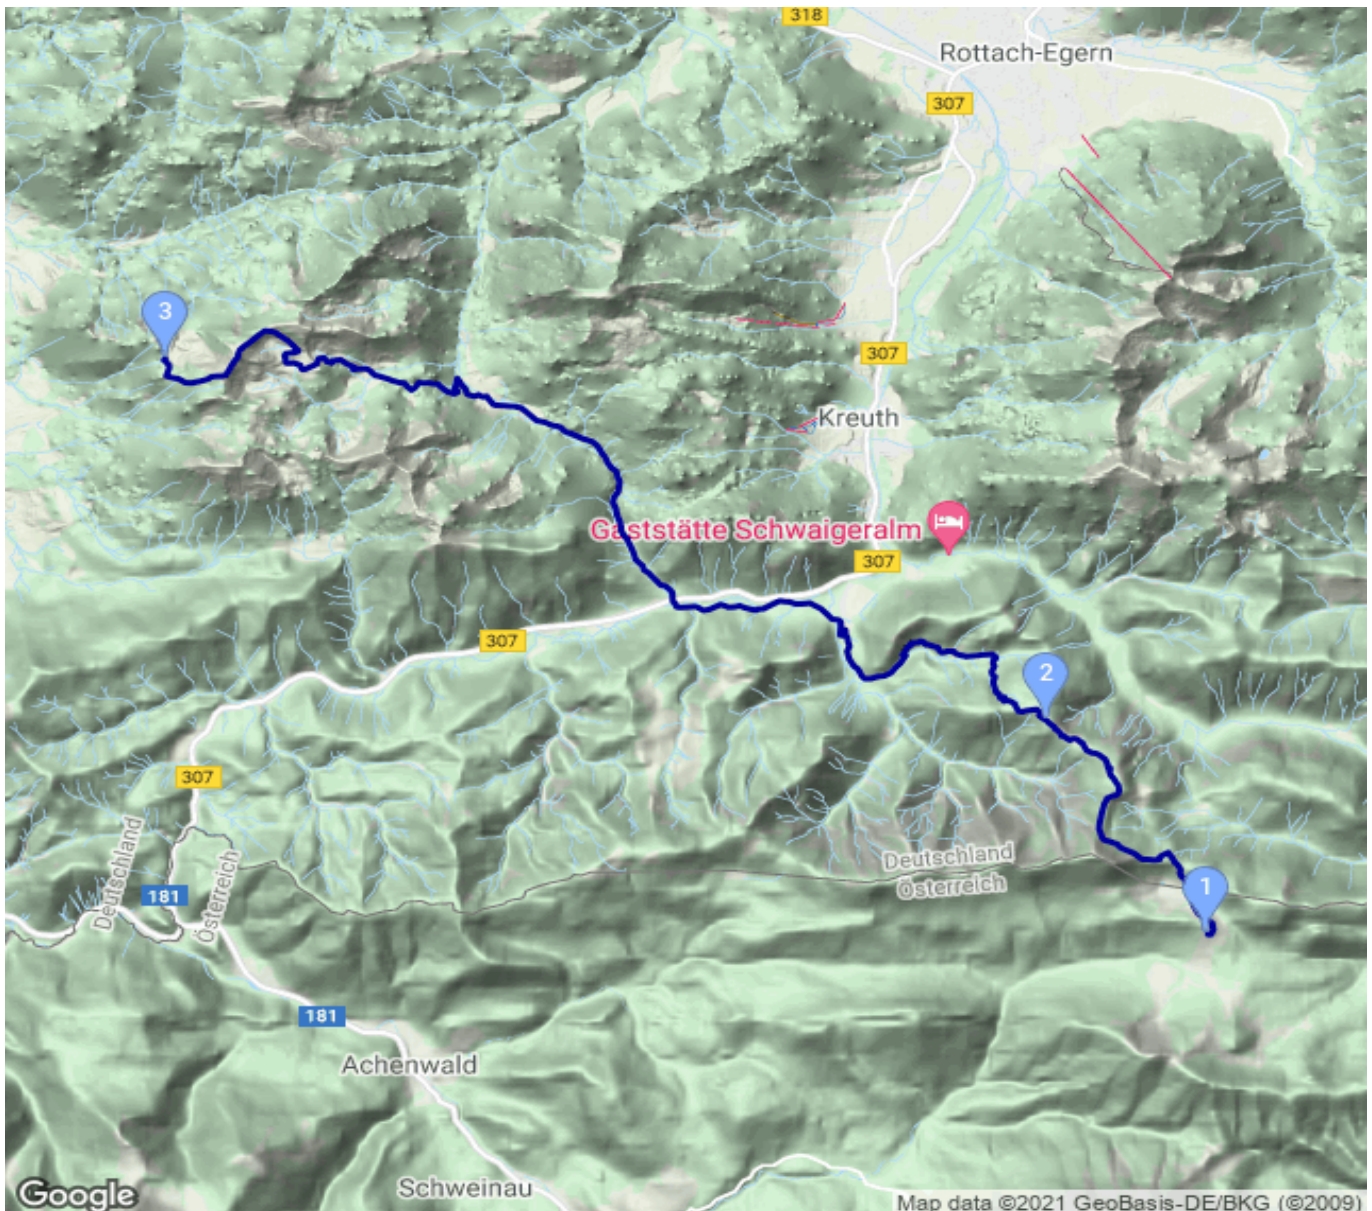 318
Rottach-Egern
307
3
307
Kreuth
Gaststätte Schwaigeralm
307
307
2
307
Deutschland
Österreich
Deutschland
Österreich
181
1
181
Achenwald
Schweinau
Google
Map data ©2021 GeoBasis-DE/BKG (©2009)